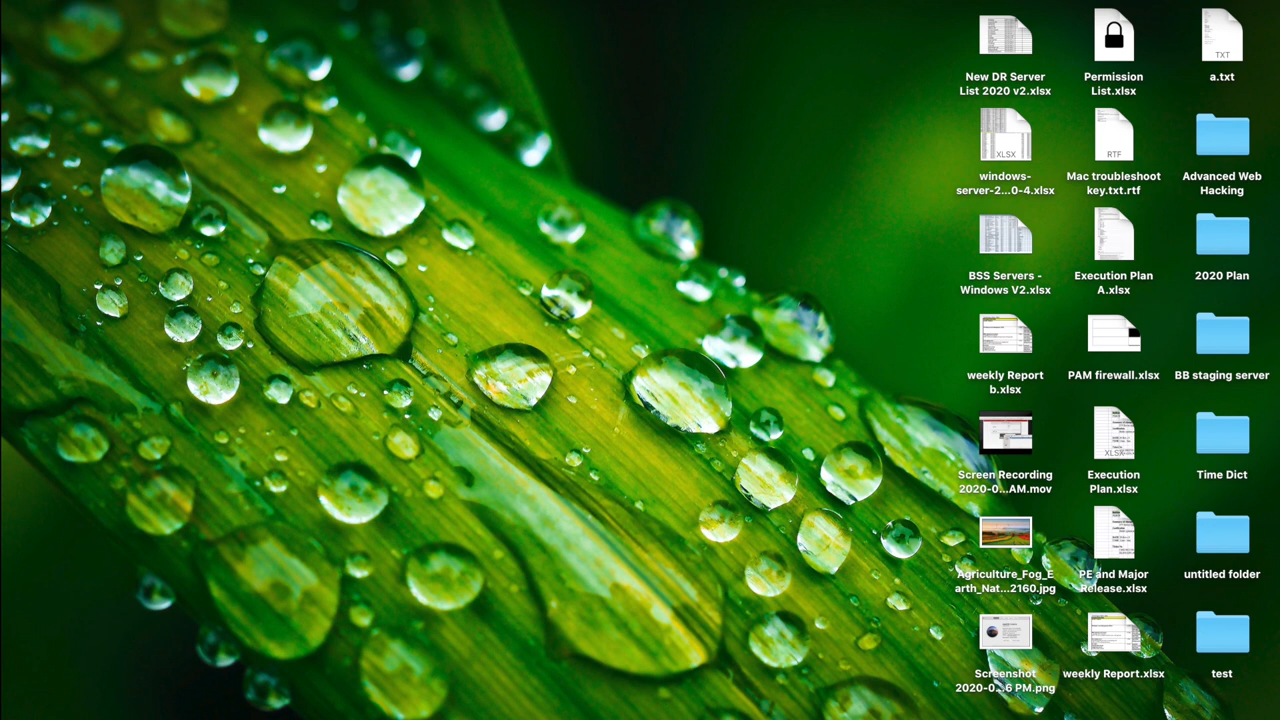 New DR Server
List 2020 v2.xlsx
Permission
List.xlsx
TXT
a.txt
XLSX
windows-
server-2...0-4.xlsx
RTF
Mac troubleshoot
key.txt.rtf
Advanced Web
Hacking
BSS Servers -
Windows V2.xlsx
Execution Plan
A.xlsx
2020 Plan
weekly Report
b.xlsx
PAM firewall.xlsx
BB staging server
Screen Recording
2020-0...AM.mov
XLSX
Execution
Plan.xlsx
Time Dict
Agriculture_Fog_E
arth_Nat...2160.jpg
PE and Major
Release.xlsx
untitled folder
Screenshot
2020-0...6 PM.png
weekly Report.xlsx
test